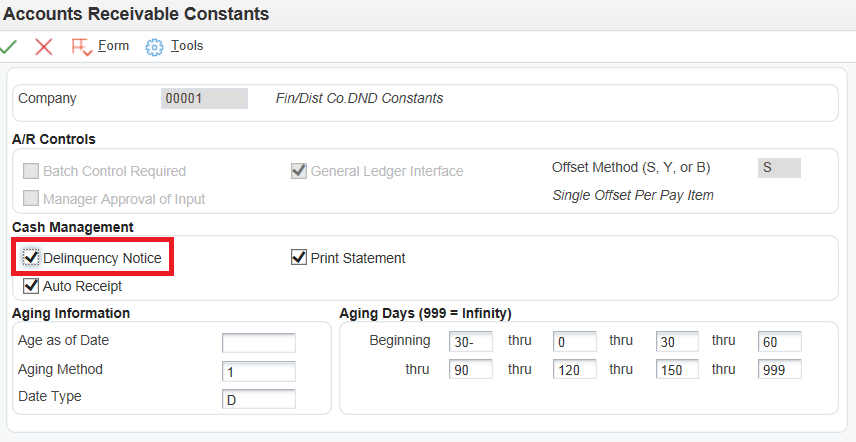 Accounts Receivable Constants
Form Tools
Company 00001 Fin/Dist Co.DND Constants
A/R Controls
Batch Control Required General Ledger Interface Offset Method (S, Y, or B) S
Manager Approval of Input Single Offset Per Pay Item
Cash Management
Delinquency Notice Print Statement
Auto Receipt
Aging Information Aging Days (999 = Infinity)
Age as of Date Beginning 30- thru 0 thru 30 thru 60
Aging Method 1 thru 90 thru 120 thru 150 thru 999
Date Type D